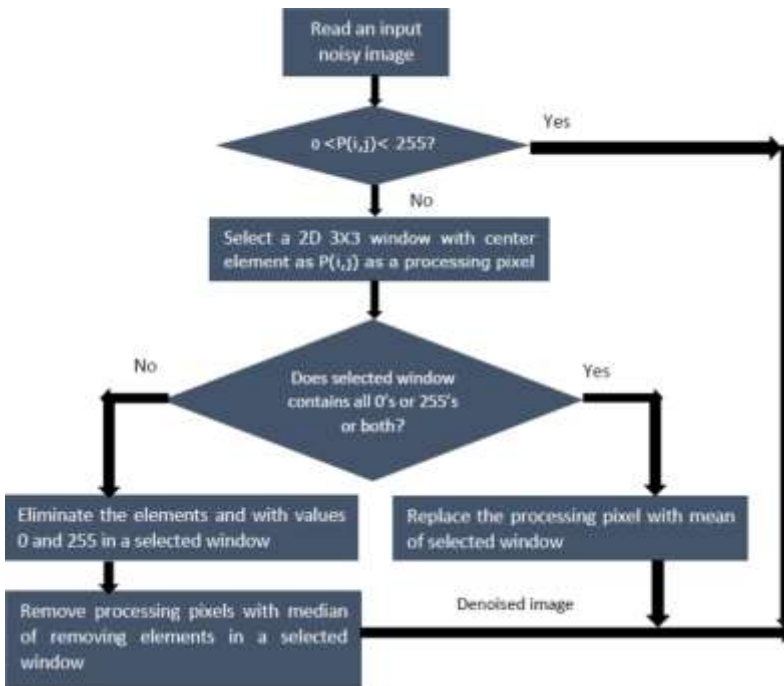 Read an input
noisy image
Yes
0 <P(i,j)< 255?
No
Select a 2D 3X3 window with center
element as P(i,j) as a processing pixel
No
Does selected window
contains all 0's or 255's
or both?
Yes
Eliminate the elements and with values
0 and 255 in a selected window
Replace the processing pixel with mean
of selected window
Remove processing pixels with median
of removing elements in a selected
window
Denoised image